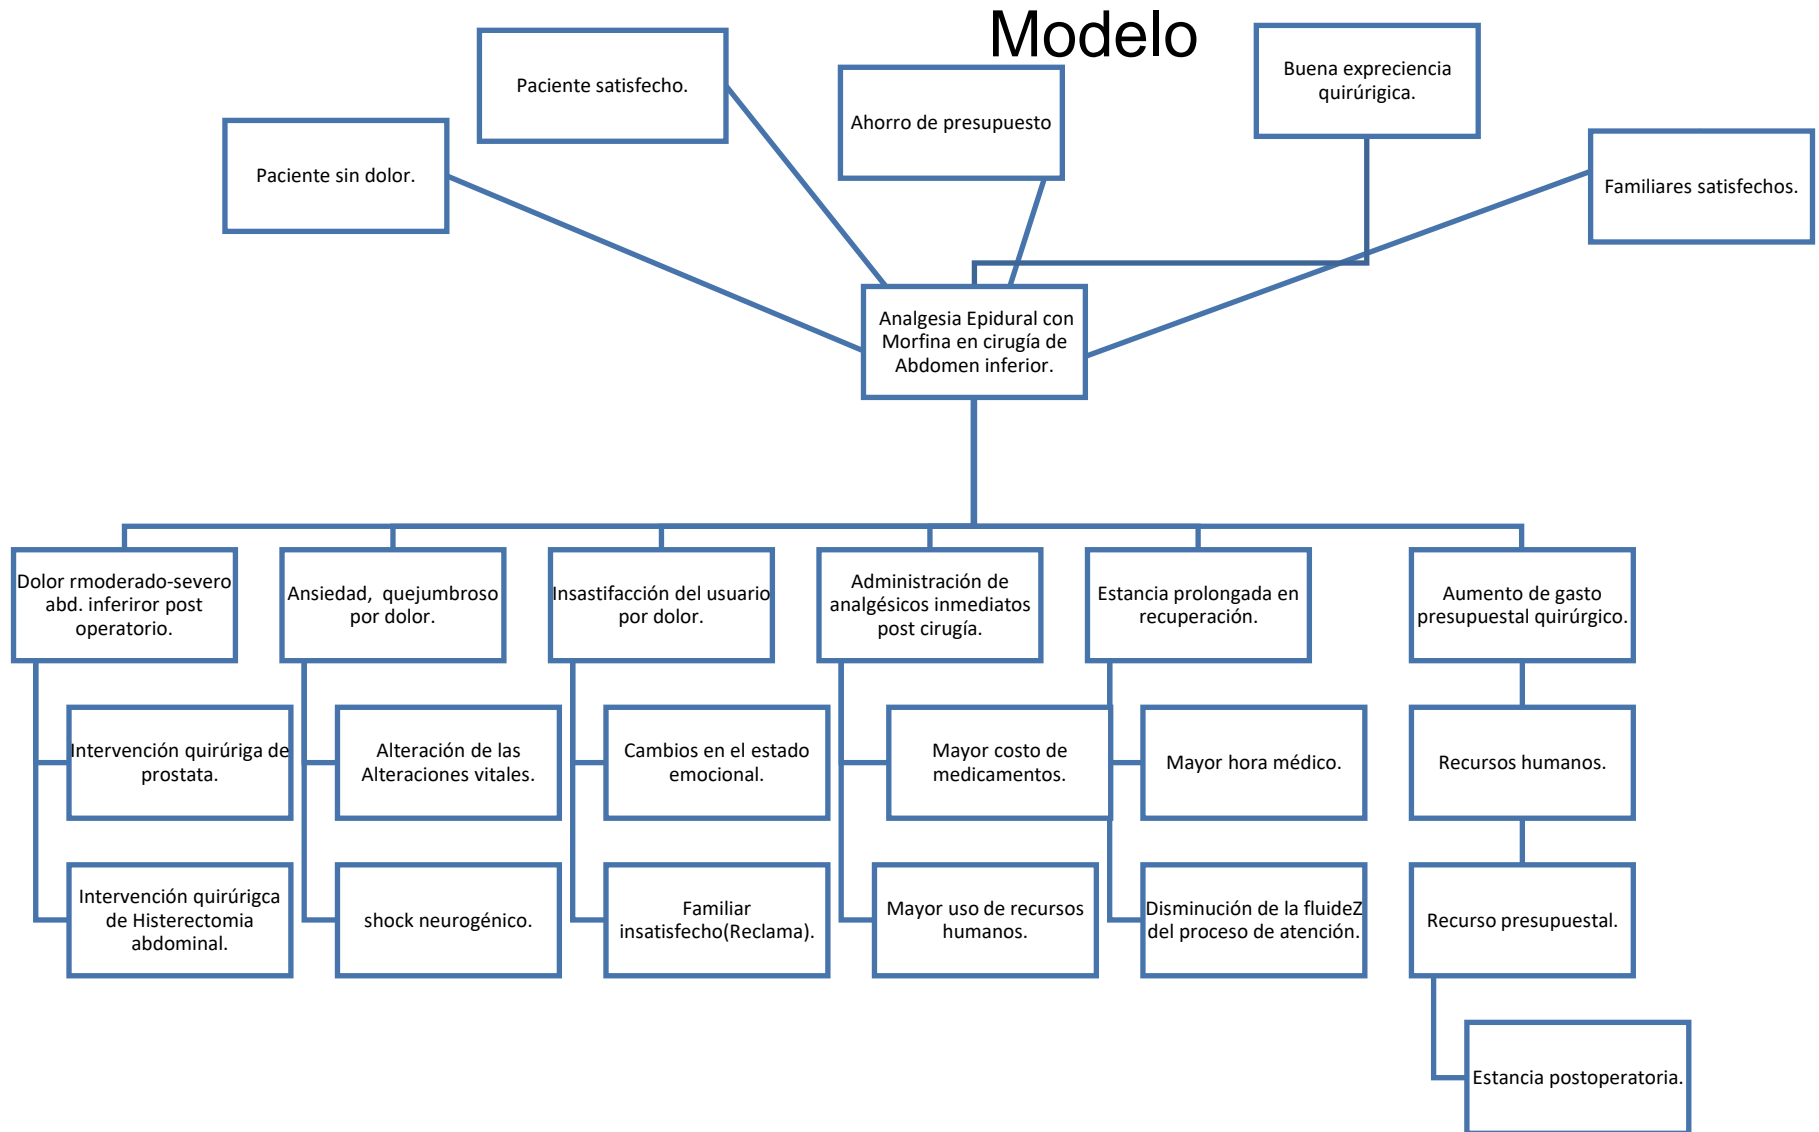 Modelo
Paciente sin dolor.
Paciente satisfecho.
Ahorro de presupuesto
Buena expreciencia
quirúrigica.
Familiares satisfechos.
Analgesia Epidural con
Morfina en cirugía de
Abdomen inferior.
Dolor rmoderado-severo
abd. inferiror post
operatorio.
Intervención quirúriga de
prostata.
Intervención quirúrigca
de Histerectomia
abdominal.
Ansiedad, quejumbroso
por dolor.
Alteración de las
Alteraciones vitales.
shock neurogénico.
Insastifacción del usuario
por dolor.
Cambios en el estado
emocional.
Familiar
insatisfecho(Reclama).
Administración de
analgésicos inmediatos
post cirugía.
Mayor costo de
medicamentos.
Mayor uso de recursos
humanos.
Estancia prolongada en
recuperación.
Mayor hora médico.
Disminución de la fluideZ
del proceso de atención.
Aumento de gasto
presupuestal quirúrgico.
Recursos humanos.
Recurso presupuestal.
Estancia postoperatoria.